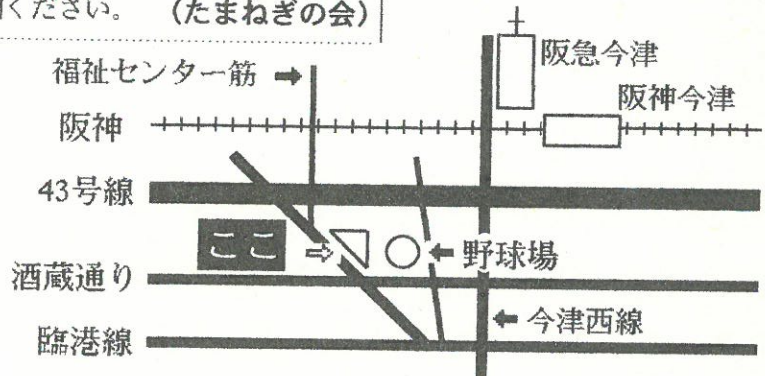 ください。 (たまねぎの会)
阪急今津
福祉センター筋 ➡
阪神今津
阪神
43号線
ここ ⇨
⬅ 野球場
酒蔵通り
⬅ 今津西線
臨港線